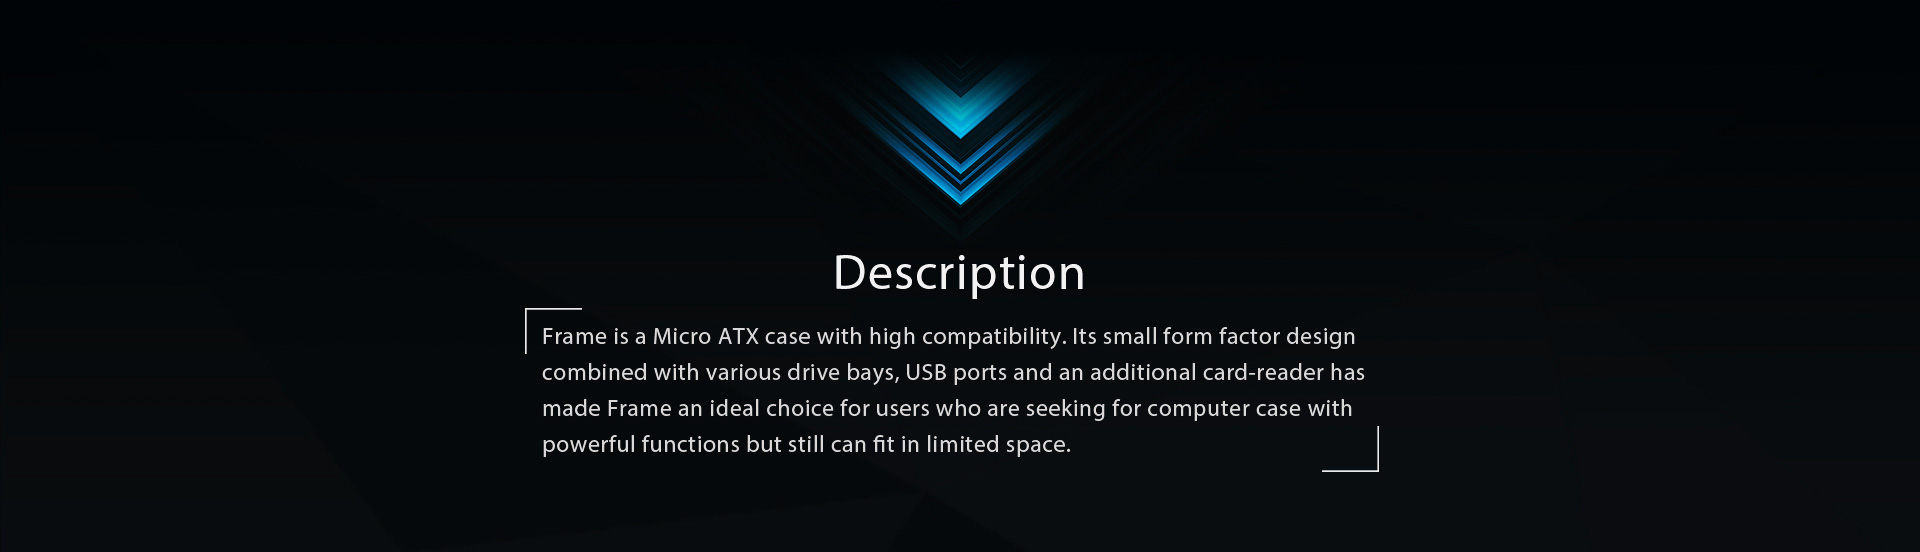 Description
Frame is a Micro ATX case with high compatibility. Its small form factor design
combined with various drive bays, USB ports and an additional card-reader has
made Frame an ideal choice for users who are seeking for computer case with
powerful functions but still can fit in limited space.